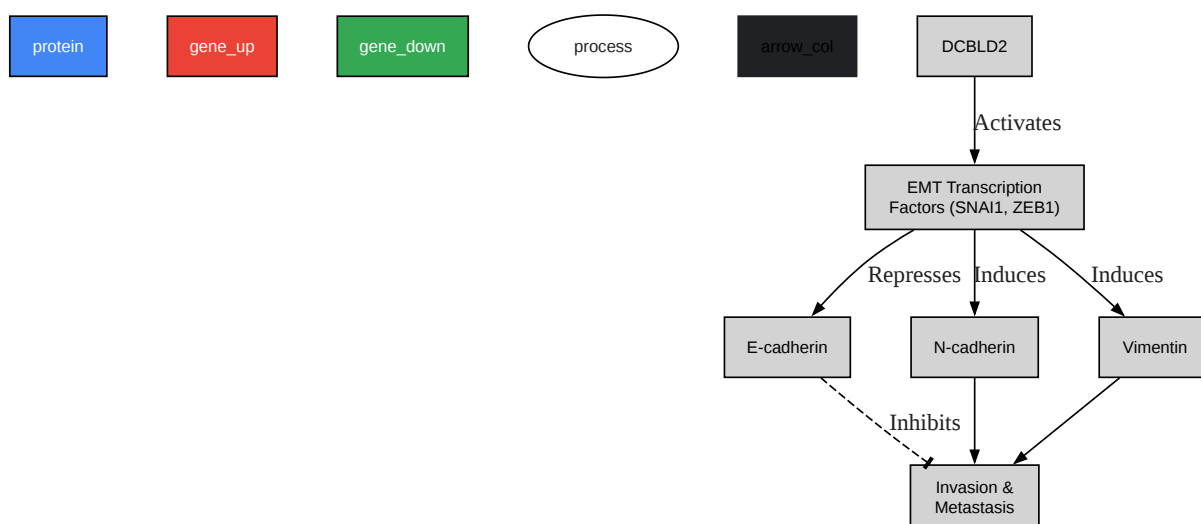 protein
gene_up
gene_down
process
arrow_col
DCBLD2
Activates
EMT Transcription
Factors (SNAI1, ZEB1)
Represses
Induces
Induces
E-cadherin
N-cadherin
Vimentin
Inhibits
Invasion &
Metastasis